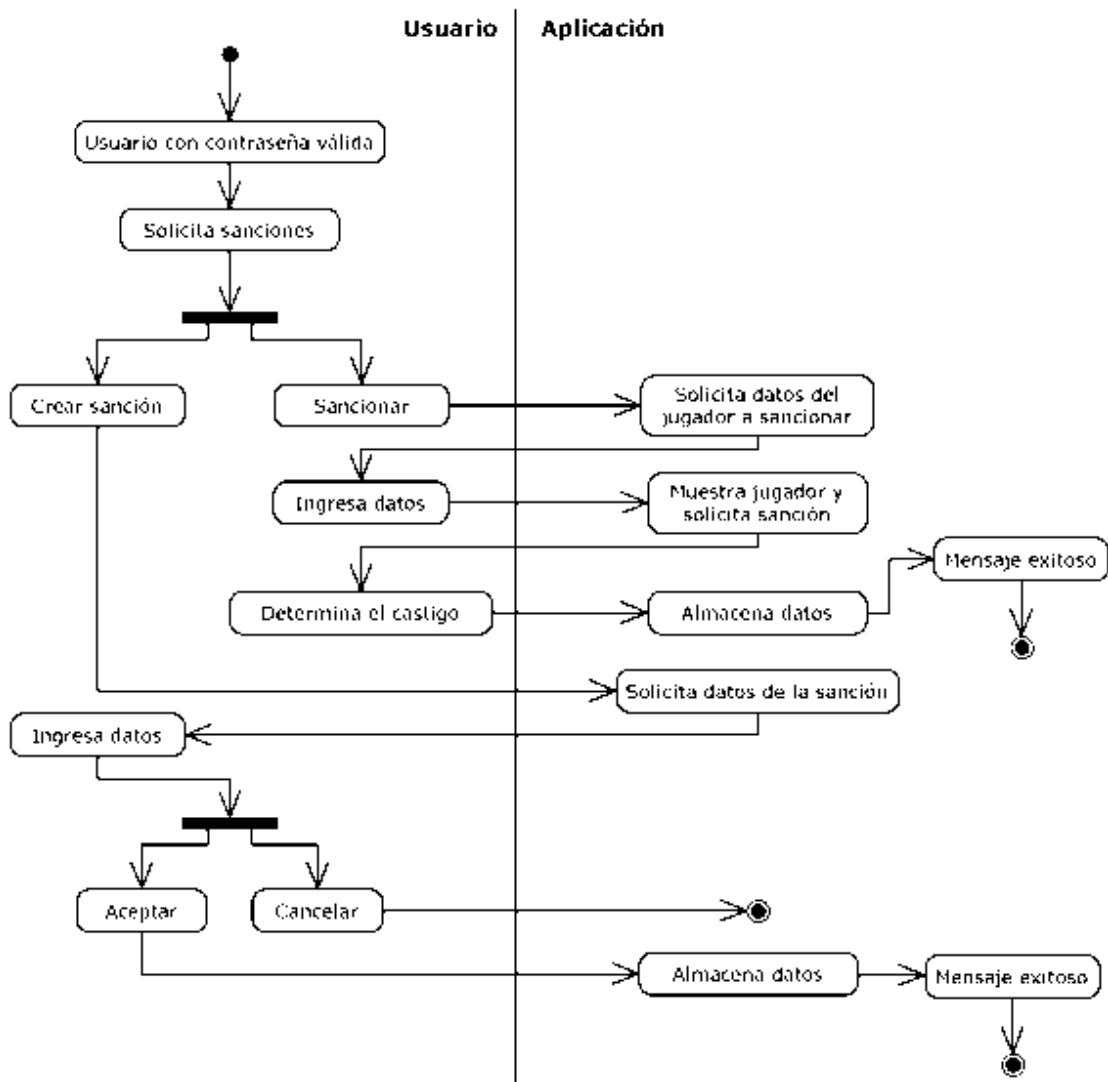 Usuario
Aplicación
Usuario con contraseña válida
Solicita sanciones
Crear sanción
Sancionar
Solicita datos del
jugador a sancionar
Ingresa datos
Muestra jugador y
solicita sanción
Determina el castigo
Almacena datos
Mensaje exitoso
Solicita datos de la sanción
Ingresa datos
Aceptar
Cancelar
Almacena datos
Mensaje exitoso